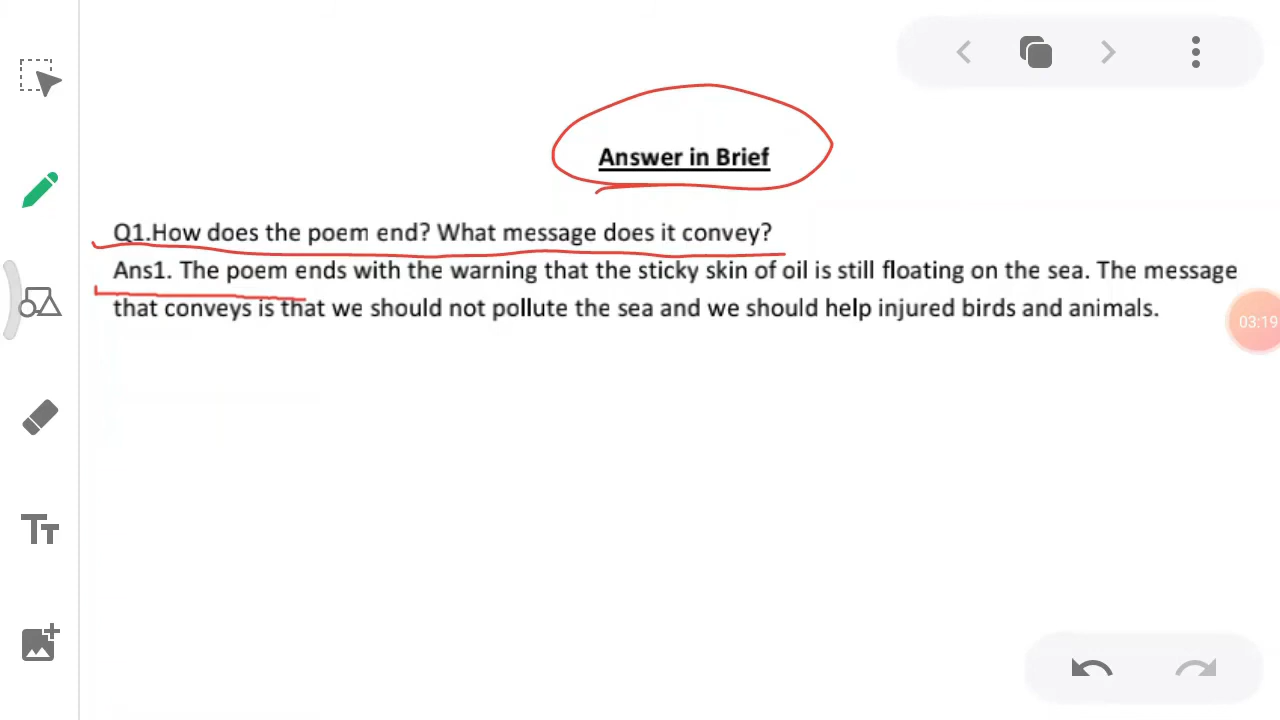 Answer in Brief
Q1.How does the poem end? What message does it convey?
Ans1. The poem ends with the warning that the sticky skin of oil is still floating on the sea. The message
that conveys is that we should not pollute the sea and we should help injured birds and animals.
03:19
TT